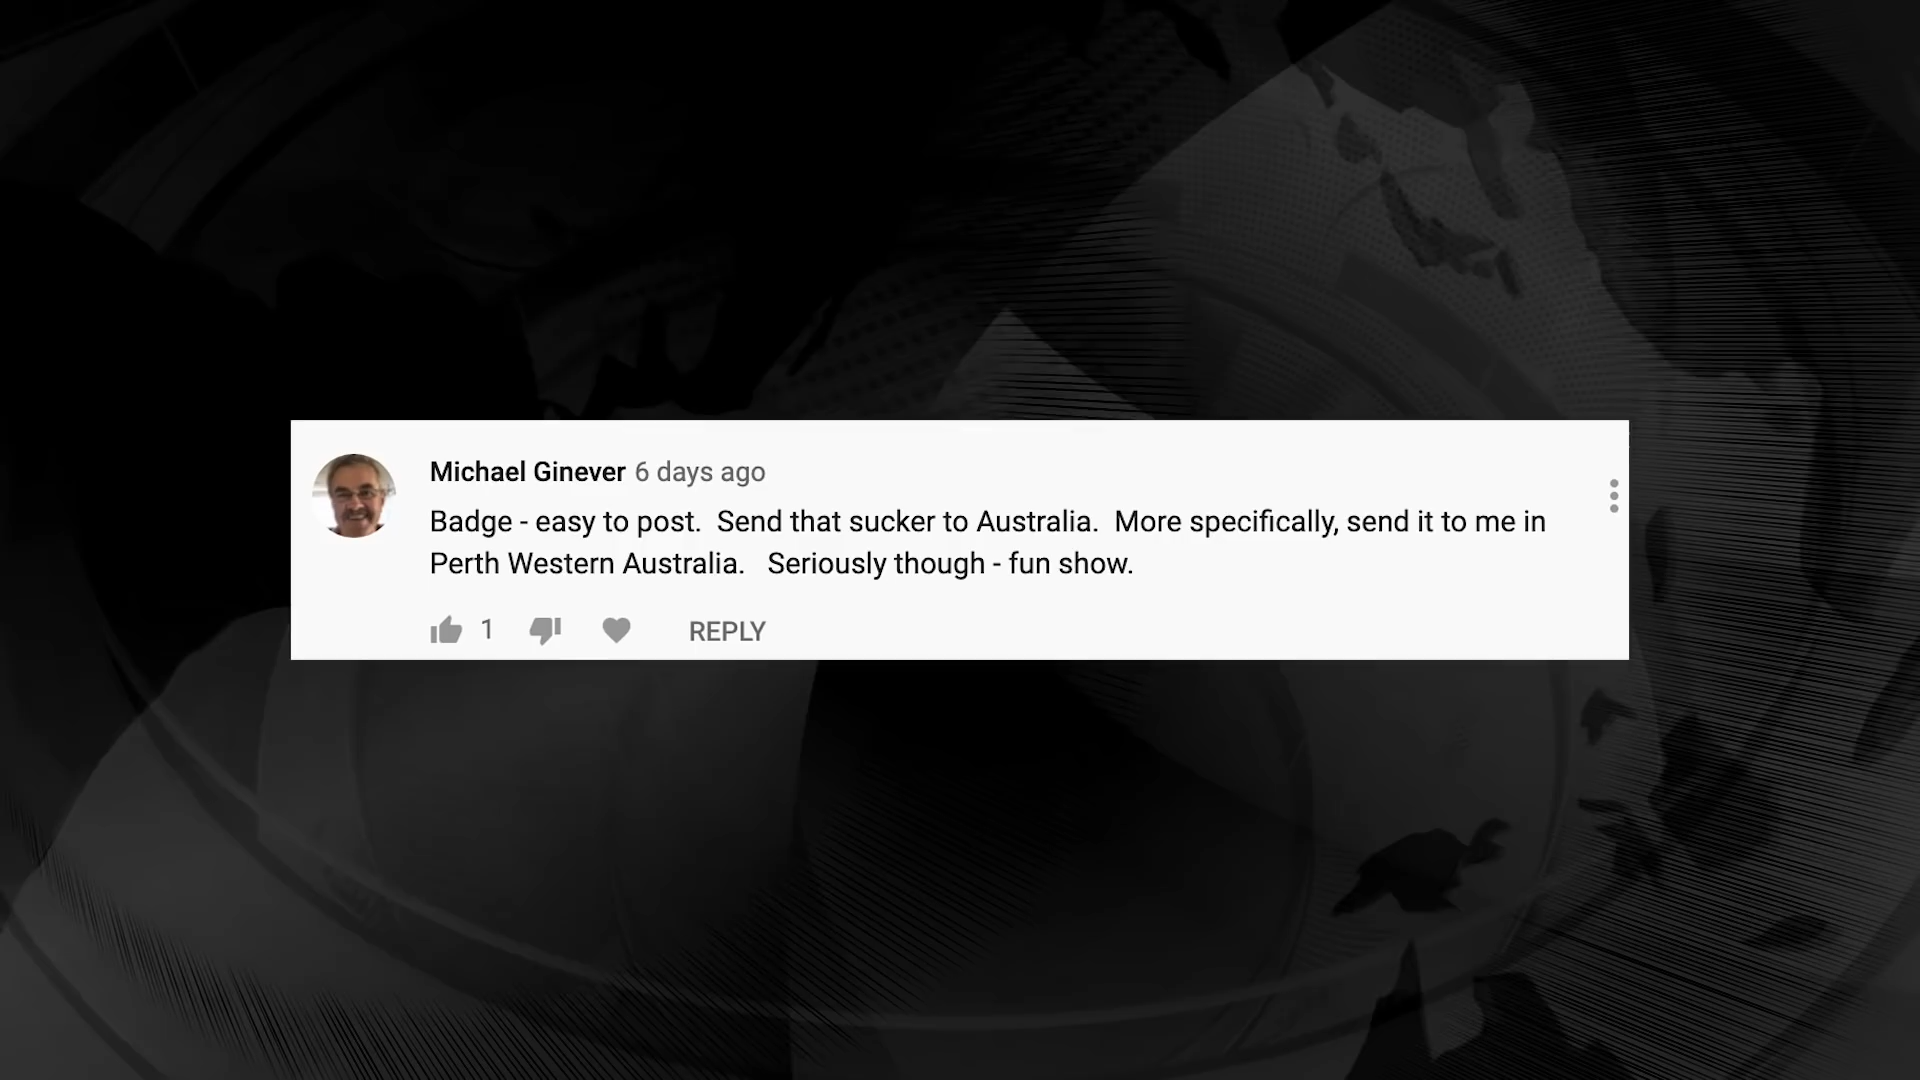 Michael Ginever 6 days ago
Badge - easy to post.  Send that sucker to Australia.  More specifically, send it to me in
Perth Western Australia.   Seriously though - fun show.
1 REPLY